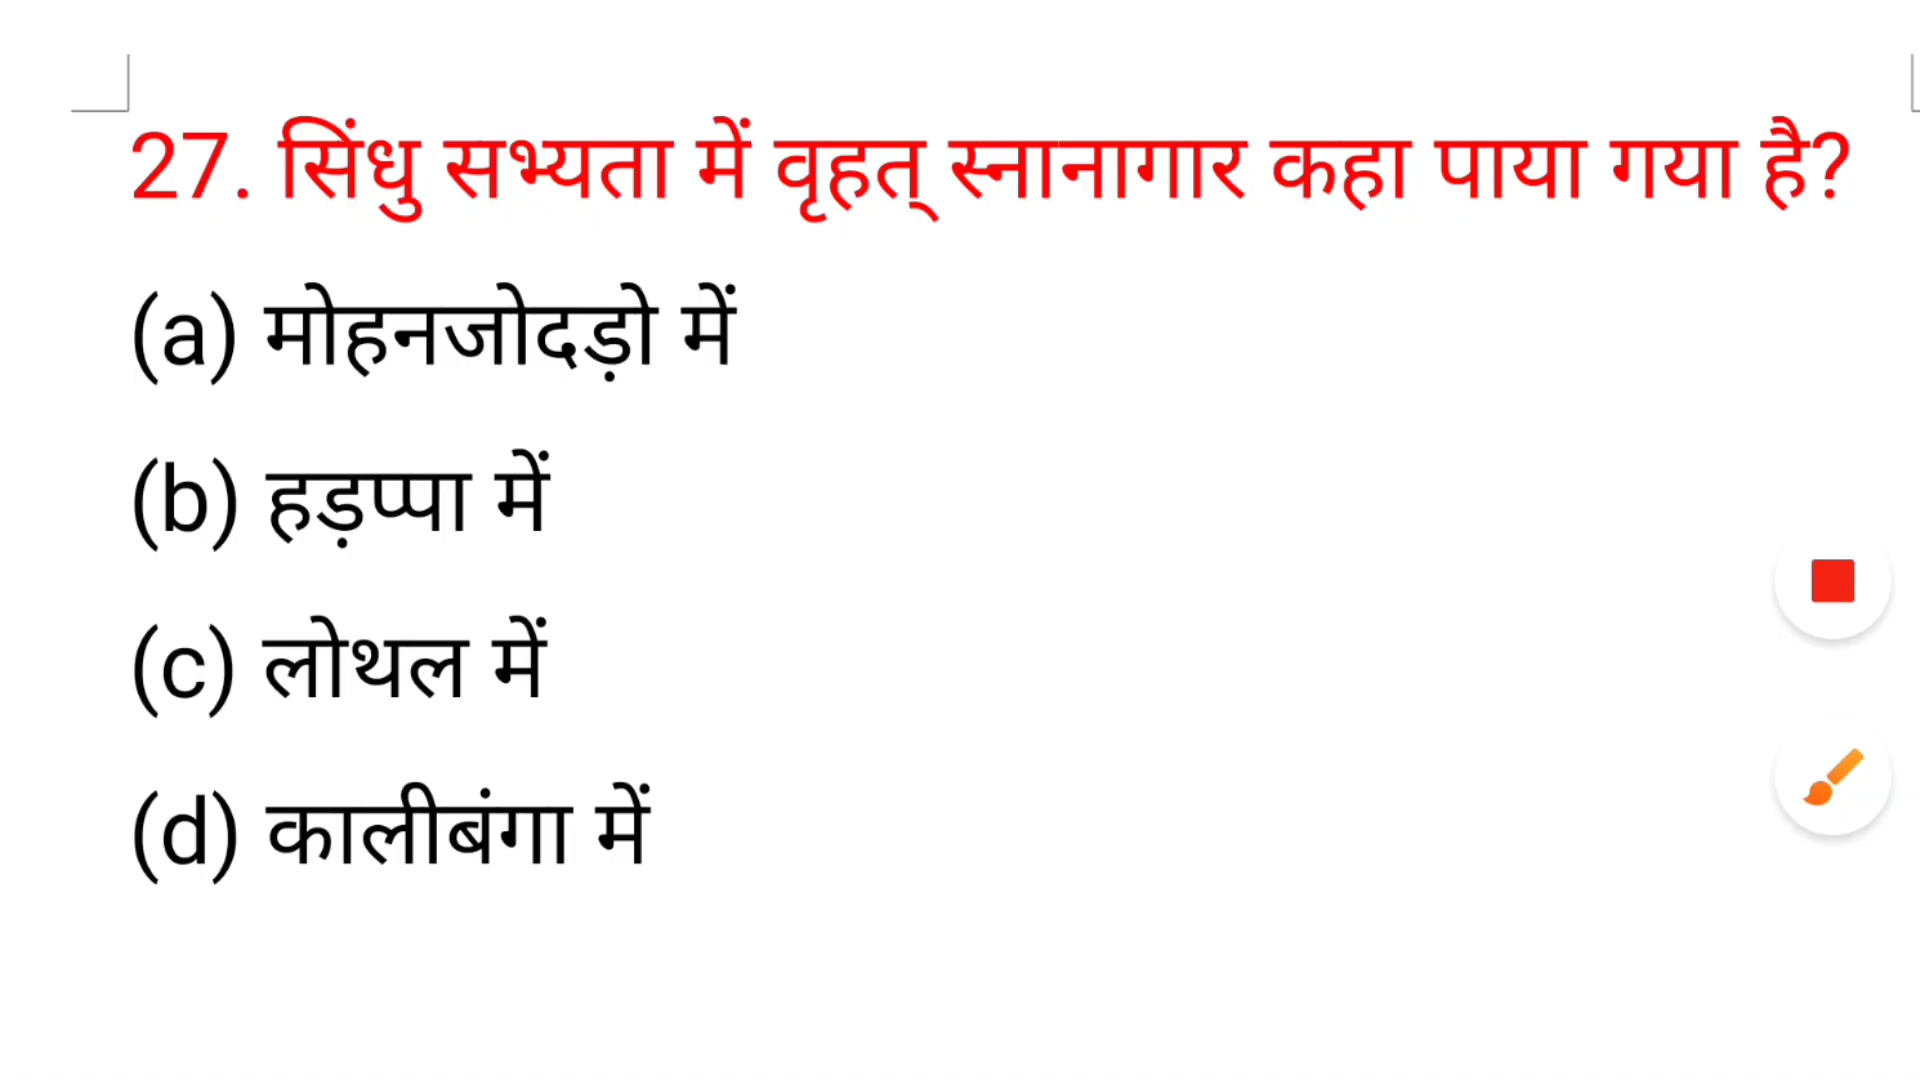 27. सिंधु सभ्यता में वृहत् स्नानागार कहा पाया गया है?
(a) मोहनजोदड़ो में
(b) हड़प्पा में
(c) लोथल में
(d) कालीबंगा में